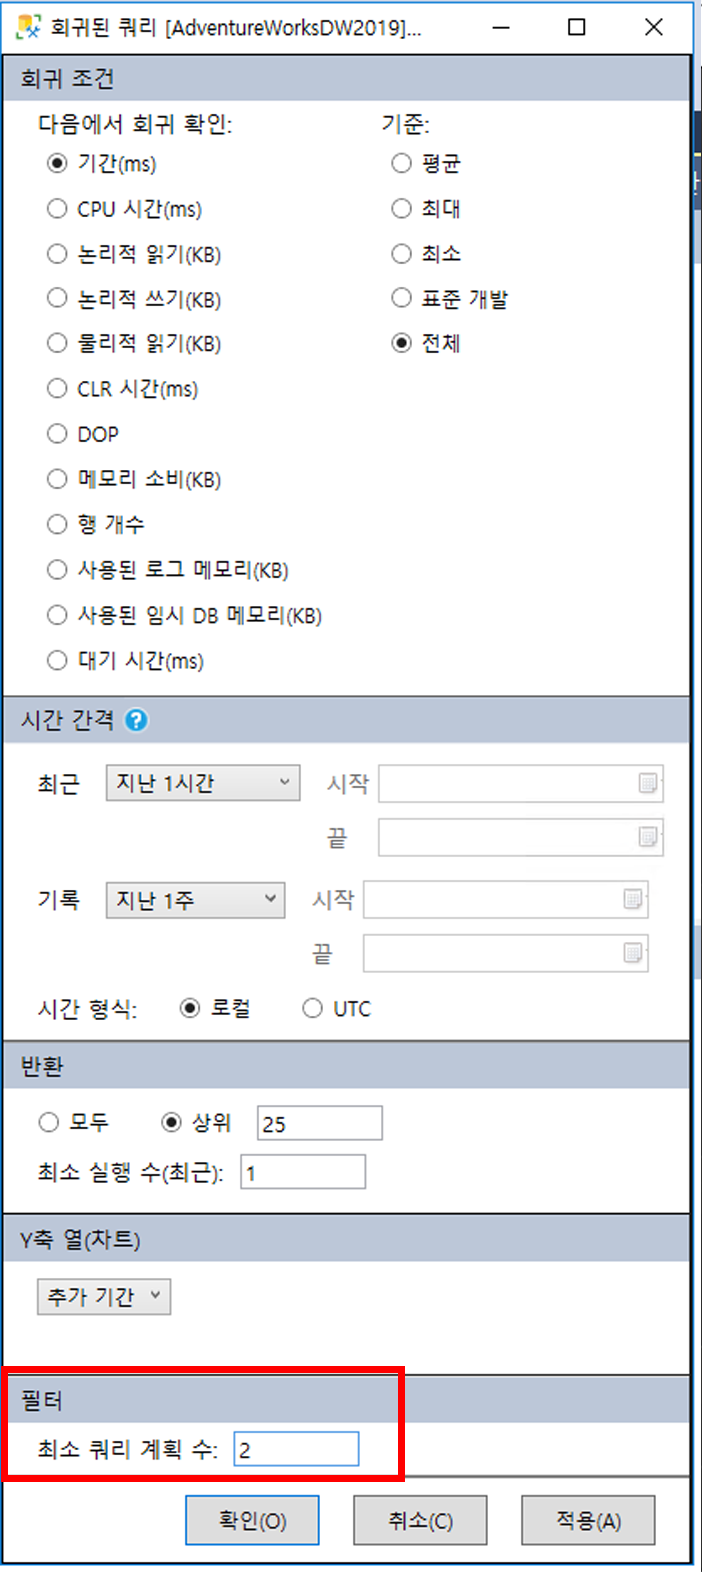 회귀된 쿼리 [AdventureWorksDW2019]...
회귀 조건
다음에서 회귀 확인: 기준:
기간(ms) 평균
CPU 시간(ms) 최대
논리적 읽기(KB) 최소
논리적 쓰기(KB) 표준 개발
물리적 읽기(KB) 전체
CLR 시간(ms)
DOP
메모리 소비(KB)
행 개수
사용된 로그 메모리(KB)
사용된 임시 DB 메모리(KB)
대기 시간(ms)
시간 간격 ?
최근 지난 1시간 시작
끝
기록 지난 1주 시작
끝
시간 형식: 로컬 UTC
반환
모두 상위 25
최소 실행 수(최근): 1
Y축 열(차트)
추가 기간
필터
최소 쿼리 계획 수: 2
확인(O) 취소(C) 적용(A)